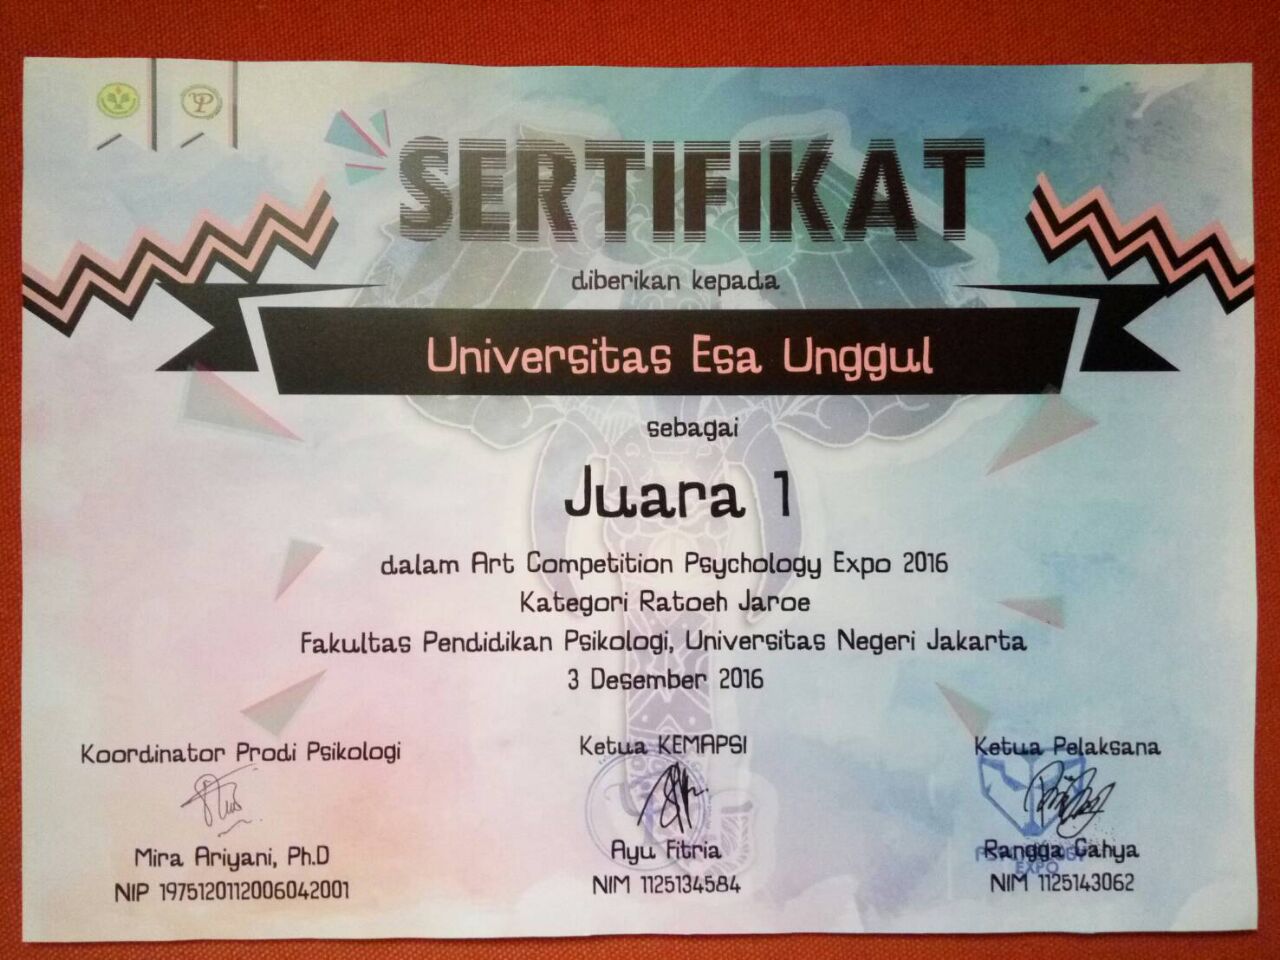 SERTIFIKAT
diberikan kepada
Universitas Esa Unggul
sebagai
Juara 1
dalam Art Competition Psychology Expo 2016
Kategori Ratoeh Jaroe
Fakultas Pendidikan Psikologi, Universitas Negeri Jakarta
3 Desember 2016
Koordinator Prodi Psikologi
Mira Ariyani, Ph.D
NIP 1975120112006042001
Ketua KEMAPSI
Ayu Fitria
NIM 1125134584
Ketua Pelaksana
Rangga Cahya
EXPO
NIM 1125143062